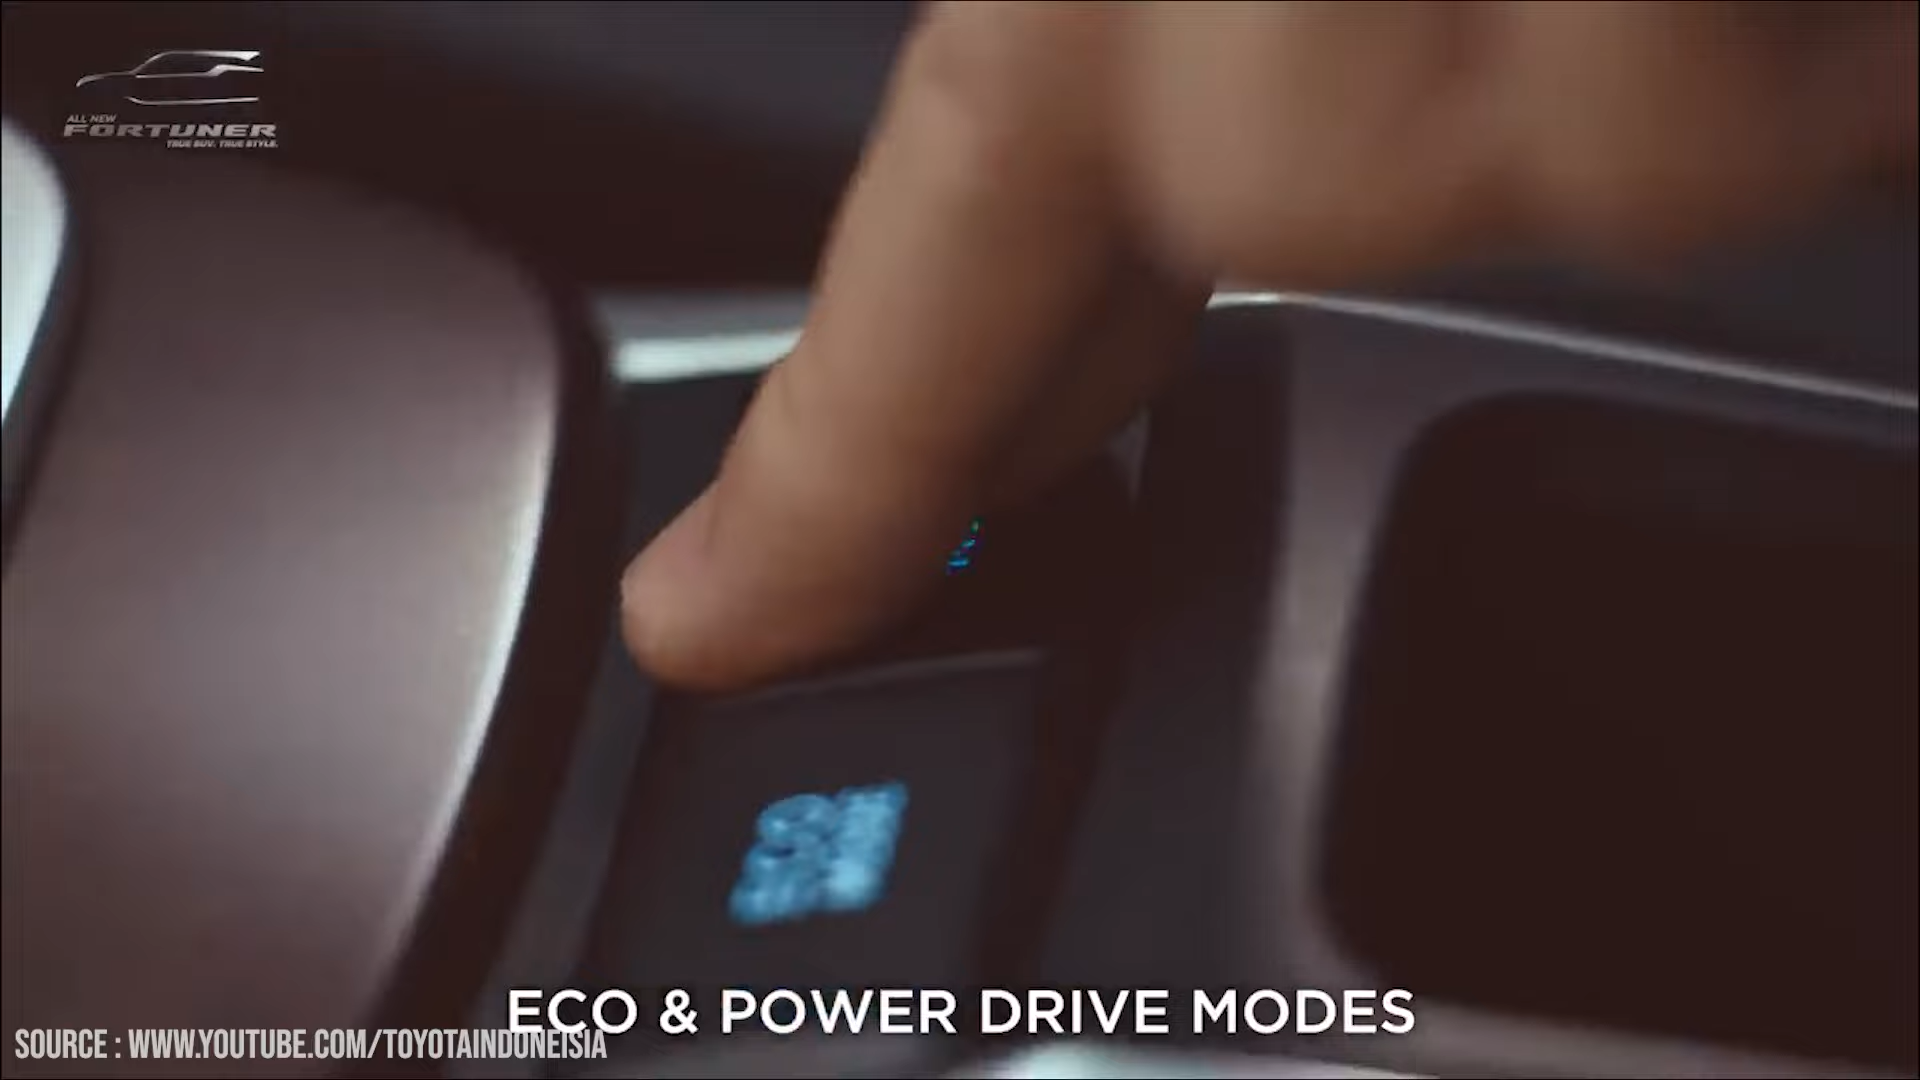 ALL NEW
FORTUNER
TRUE SUV. TRUE STYLE.
ECO & POWER DRIVE MODES
SOURCE : WWW.YOUTUBE.COM/TOYOTAINDONEISIA